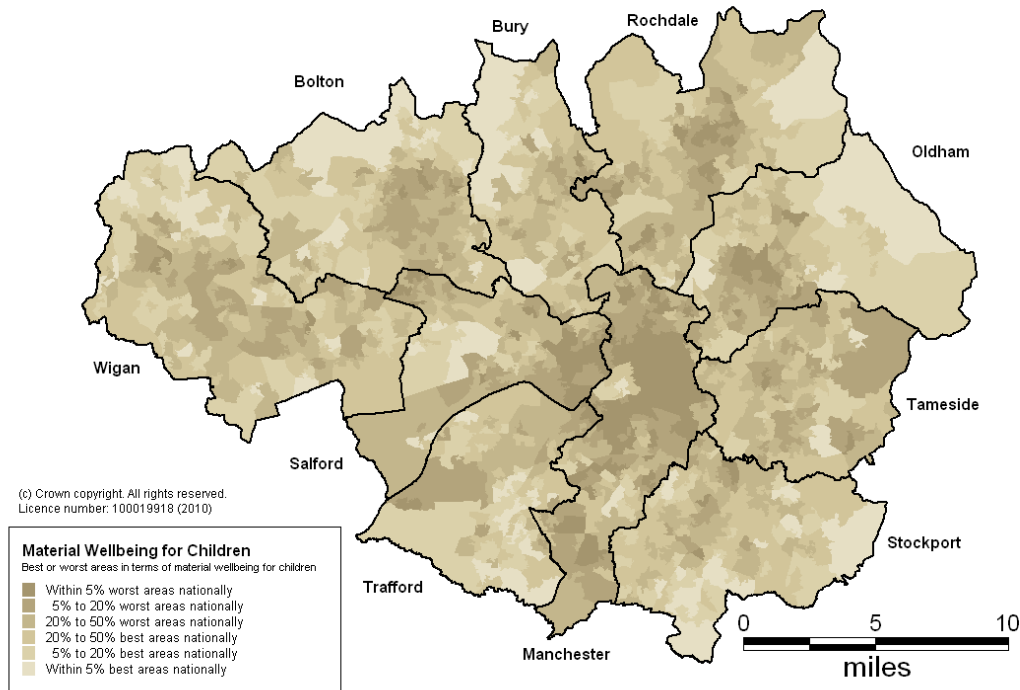 Bury
Rochdale
Bolton
Oldham
Wigan
Tameside
Salford
(c) Crown copyright. All rights reserved.
Licence number: 100019918 (2010)
Stockport
Trafford
Manchester
Material Wellbeing for Children
Best or worst areas in terms of material wellbeing for children
Within 5% worst areas nationally
5% to 20% worst areas nationally
20% to 50% worst areas nationally
20% to 50% best areas nationally
5% to 20% best areas nationally
Within 5% best areas nationally
0 5 10
miles